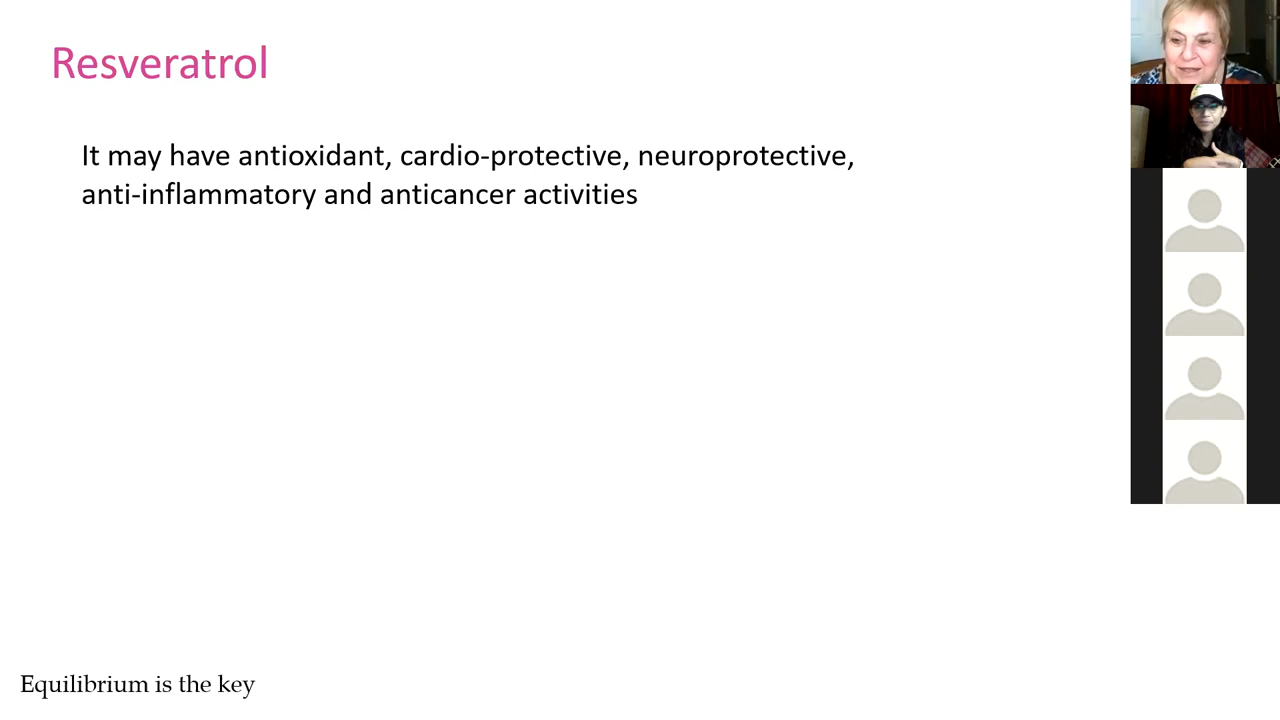 Resveratrol
It may have antioxidant, cardio-protective, neuroprotective,
anti-inflammatory and anticancer activities
Equilibrium is the key